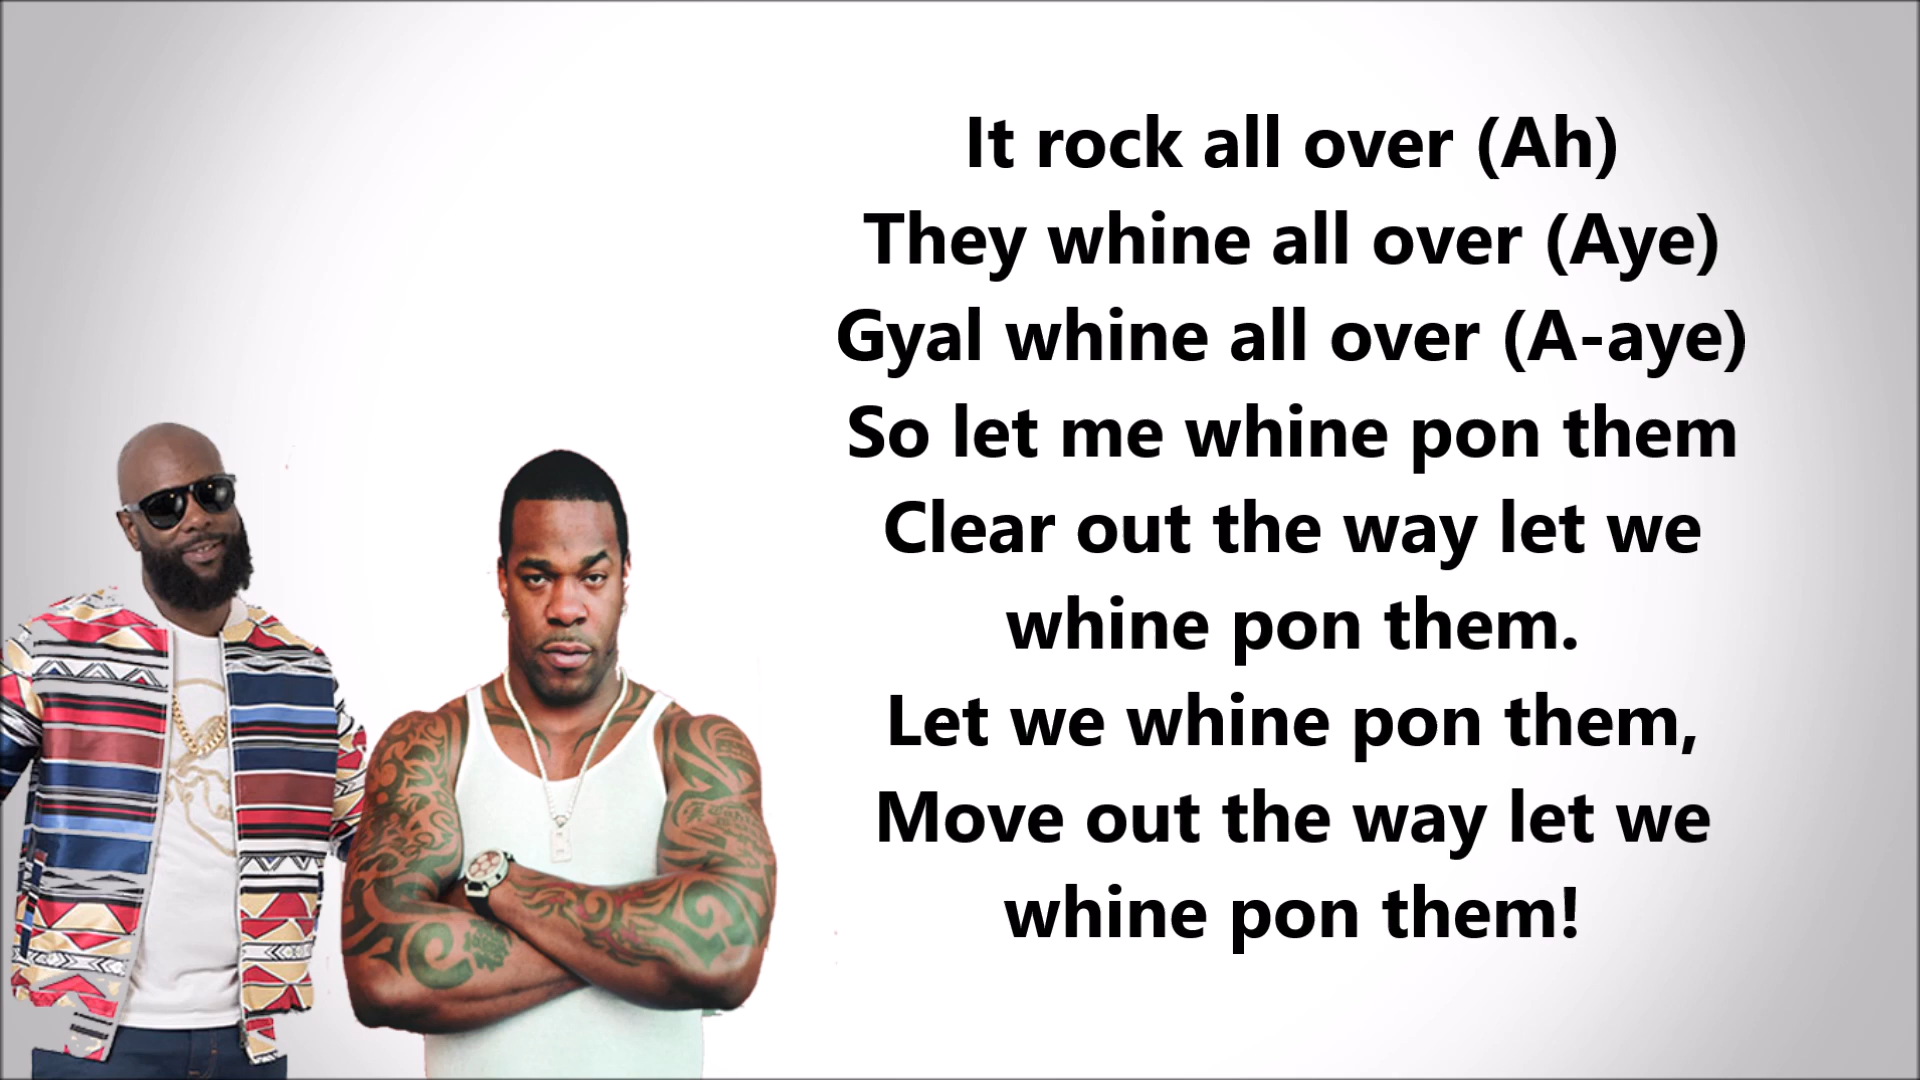 It rock all over (Ah)
They whine all over (Aye)
Gyal whine all over (A-aye)
So let me whine pon them
Clear out the way let we
whine pon them.
Let we whine pon them,
Move out the way let we
whine pon them!